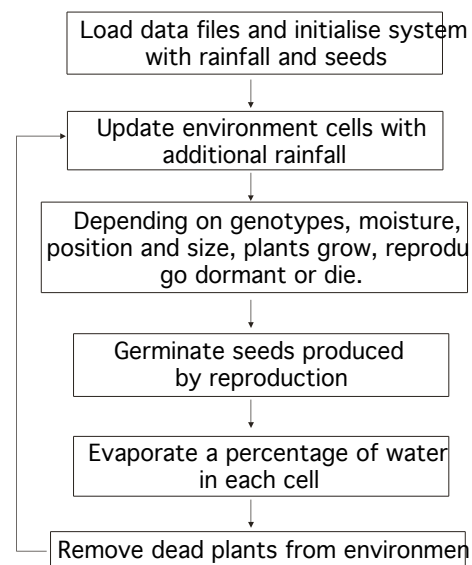 Load data files and initialise system
with rainfall and seeds
Update environment cells with
additional rainfall
Depending on genotypes, moisture,
position and size, plants grow, reprodu
go dormant or die.
Germinate seeds produced
by reproduction
Evaporate a percentage of water
in each cell
Remove dead plants from environmen